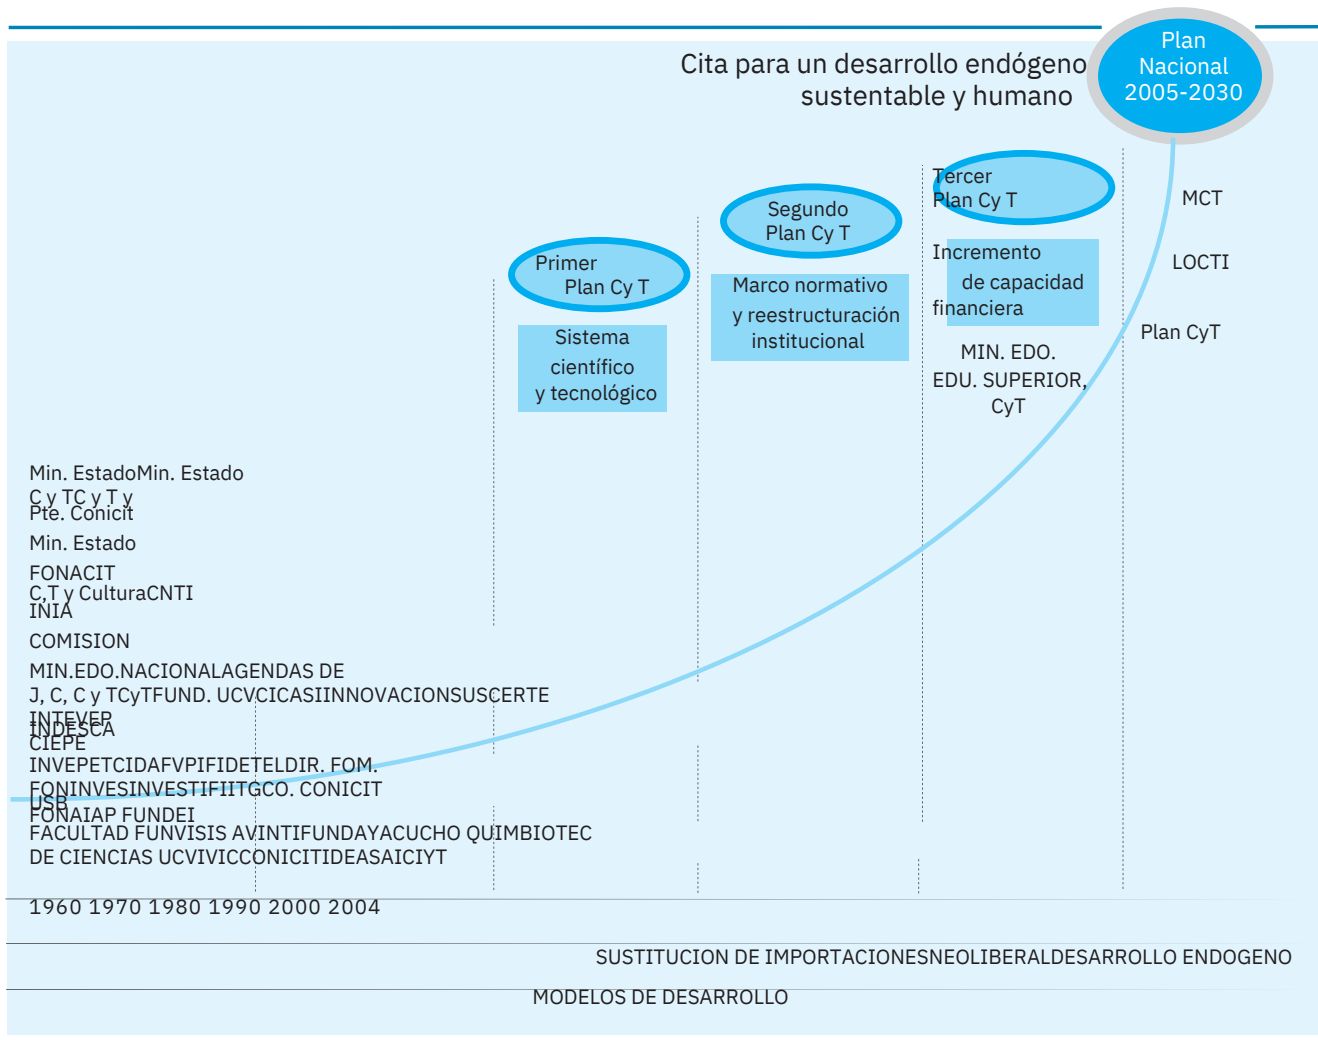 Plan
Nacional
2005-2030
Cita para un desarrollo endógeno
sustentable y humano
Tercer
Plan Cy T
Segundo
Plan Cy T
Primer
Plan Cy T
MCT
LOCTI
Plan CyT
Incremento
de capacidad
financiera
Marco normativo
y reestructuración
institucional
Sistema
científico
y tecnológico
MIN. EDO.
EDU. SUPERIOR,
CyT
Min. EstadoMin. Estado
C y TC y T y
Pte. Conicit
Min. Estado
FONACIT
C,T y CulturaCNTI
INIA
COMISION
MIN.EDO.NACIONALAGENDAS DE
J, C, C y TCyTFUND. UCVCICASIINNOVACIONSUSCERTE
INTEVEP
INDESCA
CIEPE
INVEPETCIDAFVPIFIDETELDIR. FOM.
FONINVESINVESTIFIITGCO. CONICIT
USB
FONAIAP FUNDEI
FACULTAD FUNVISIS AVINTIFUNDAYACUCHO QUIMBIOTEC
DE CIENCIAS UCVIVICCONICITIDEASAICIYT
1960 1970 1980 1990 2000 2004
SUSTITUCION DE IMPORTACIONESNEOLIBERALDESARROLLO ENDOGENO
MODELOS DE DESARROLLO